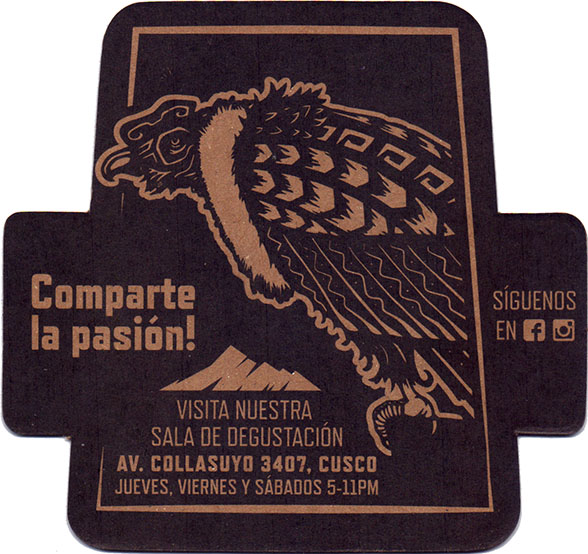 Comparte
la pasión!
SÍGUENOS
EN
VISITA NUESTRA
SALA DE DEGUSTACIÓN
AV. COLLASUYO 3407, CUSCO
JUEVES, VIERNES Y SÁBADOS 5-11PM